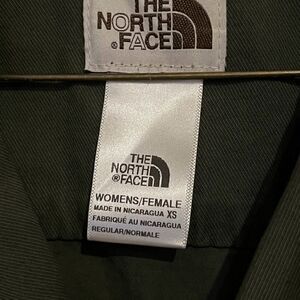 THE
NORTH
FACE
THE
NORTH
®FACE
WOMENS/FEMALE
MADE IN NICARAGUA XS
FABRIQUÉ AU NICARAGUA
REGULAR/NORMALE